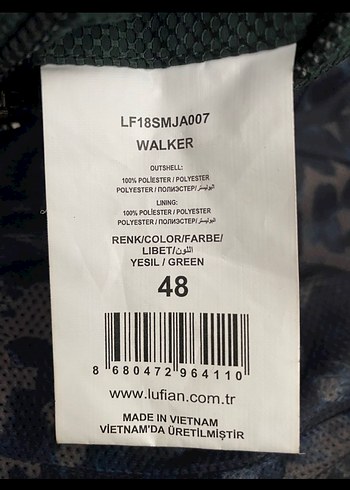 LF18SMJA007
WALKER
OUTSHELL:
100% POLİESTER / POLYESTER
POLYESTER / ПОЛИЭСТЕР/البوليستر
LINING:
100% POLİESTER / POLYESTER
POLYESTER / ПОЛИЭСТЕР/البوليستر
RENK/COLOR/FARBE/
LIBET/اللون/
YESIL / GREEN
48
8 680472 964110
www.lufian.com.tr
MADE IN VIETNAM
VİETNAM'DA ÜRETİLMİŞTİR